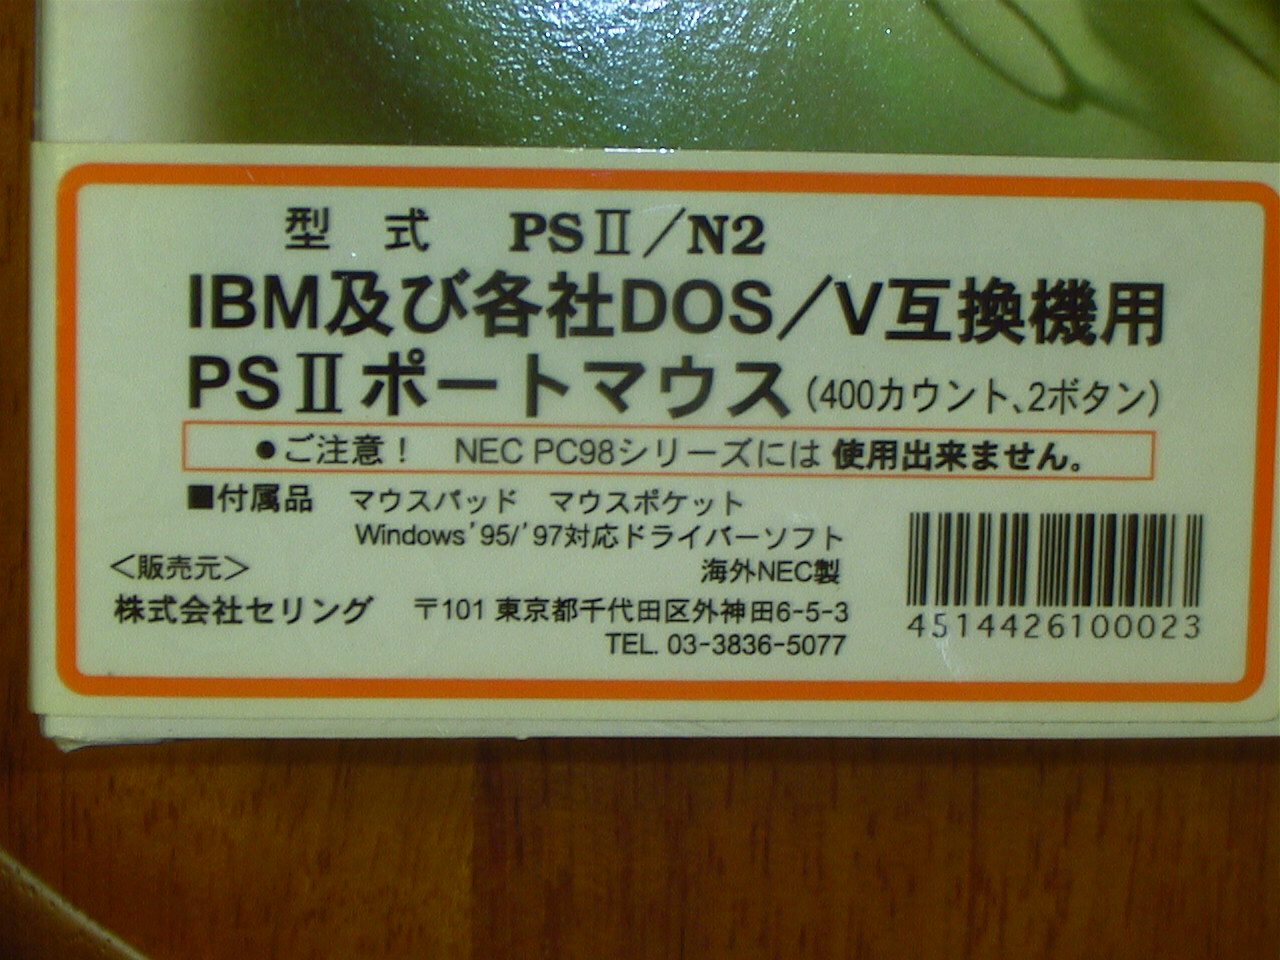 型 式 PSⅡ/N2
IBM及び各社DOS/V互換機用
PSⅡポートマウス(400カウント、2ボタン)
●ご注意! NEC PC98シリーズには 使用出来ません。
■付属品 マウスパッド マウスポケット
Windows'95/'97対応ドライバーソフト
海外NEC製
<販売元>
株式会社セリング 〒101 東京都千代田区外神田6-5-3
TEL. 03-3836-5077
4514426100023